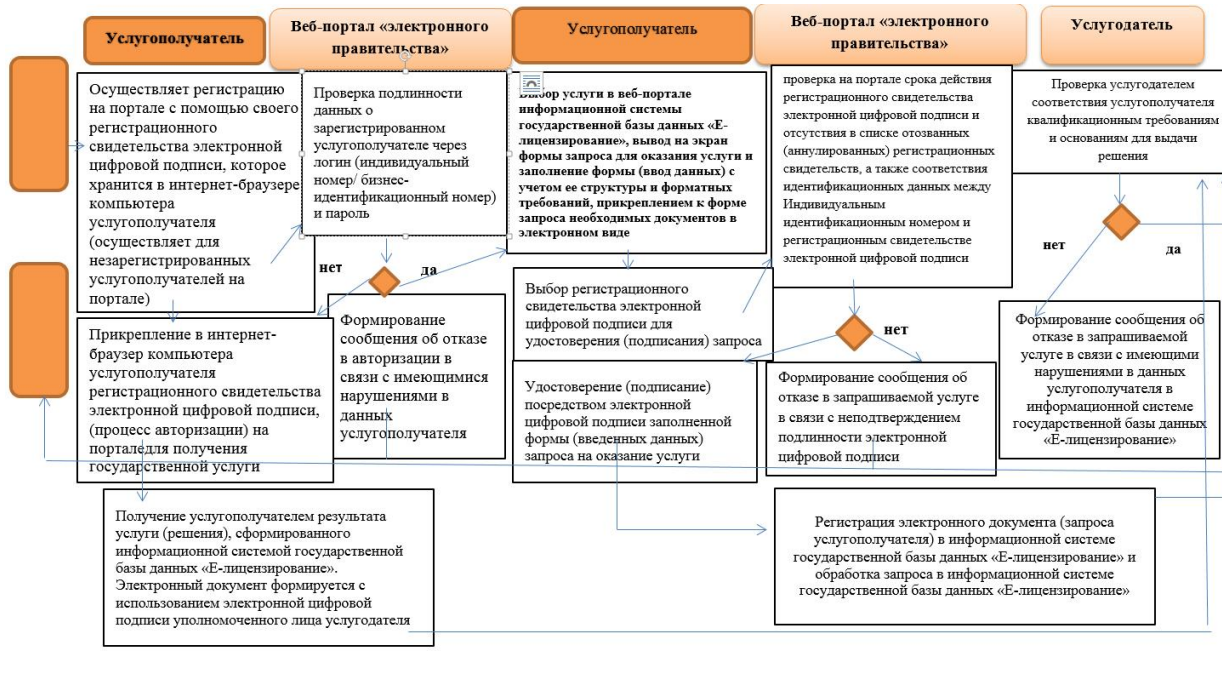 Услугополучатель
Веб-портал «электронного
правительства»
Услугополучатель
Веб-портал «электронного
правительства»
Услугодатель
Осуществляет регистрацию
на портале с помощью своего
регистрационного
свидетельства электронной
цифровой подписи, которое
хранится в интернет-браузере
компьютера
услугополучателя
(осуществляет для
незарегистрированных
услугополучателей на
портале)
Проверка подлинности
данных о
зарегистрированном
услугополучателе через
логин (индивидуальный
номер/ бизнес-
идентификационный номер)
и пароль
Выбор услуги в веб-портале
информационной системы
государственной базы данных «Е-
лицензирование», вывод на экран
формы запроса для оказания услуги и
заполнение формы (ввод данных) с
учетом ее структуры и форматных
требований, прикреплением к форме
запроса необходимых документов в
электронном виде
проверка на портале срока действия
регистрационного свидетельства
электронной цифровой подписи и
отсутствия в списке отозванных
(аннулированных) регистрационных
свидетельств, а также соответствия
идентификационных данных между
Индивидуальным
идентификационным номером и
регистрационным свидетельстве
электронной цифровой подписи
Проверка услугодателем
соответствия услугополучателя
квалификационным требованиям
и основаниям для выдачи
решения
нет
да
нет
нет
да
Прикрепление в интернет-
браузер компьютера
услугополучателя
регистрационного свидетельства
электронной цифровой подписи,
(процесс авторизации) на
порталедля получения
государственной услуги
Формирование
сообщения об отказе
в авторизации в
связи с имеющимися
нарушениями в
данных
услугополучателя
Выбор регистрационного
свидетельства электронной
цифровой подписи для
удостоверения (подписания) запроса
Удостоверение (подписание)
посредством электронной
цифровой подписи заполненной
формы (введенных данных)
запроса на оказание услуги
Формирование сообщения об
отказе в запрашиваемой услуге
в связи с неподтверждением
подлинности электронной
цифровой подписи
Формирование сообщения об
отказе в запрашиваемой
услуге в связи с имеющими
нарушениями в данных
услугополучателя в
информационной системе
государственной базы данных
«Е-лицензирование»
Получение услугополучателем результата
услуги (решения), сформированного
информационной системой государственной
базы данных «Е-лицензирование».
Электронный документ формируется с
использованием электронной цифровой
подписи уполномоченного лица услугодателя
Регистрация электронного документа (запроса
услугополучателя) в информационной системе
государственной базы данных «Е-лицензирование» и
обработка запроса в информационной системе
государственной базы данных «Е-лицензирование»